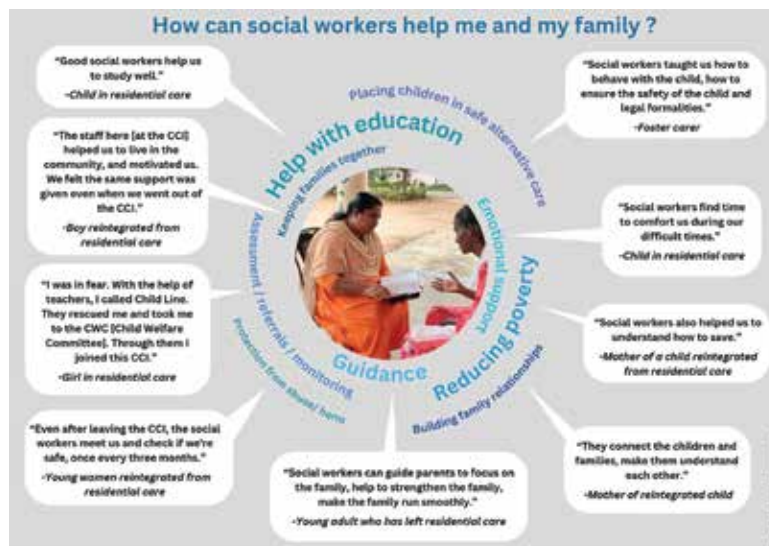 How can social workers help me and my family ?
“Good social workers help us
to study well.”
-Child in residential care
“The staff here [at the CCI]
helped us to live in the
community, and motivated us.
We felt the same support was
given even when we went out of
the CCI.”
-Boy reintegrated from
residential care
“I was in fear. With the help of
teachers, I called Child Line.
They rescued me and took me
to the CWC [Child Welfare
Committee]. Through them I
joined this CCI.”
-Girl in residential care
“Even after leaving the CCI, the social
workers meet us and check if we're
safe, once every three months.”
-Young women reintegrated from
residential care
Placing children in safe alternative care
Help with education
Keeping families together
Emotional support
Assessment / referrals / monitoring
Protection from abuse/ harm
Guidance
Reducing poverty
Building family relationships
“Social workers can guide parents to focus on
the family, help to strengthen the family,
make the family run smoothly.”
-Young adult who has left residential care
“Social workers taught us how to
behave with the child, how to
ensure the safety of the child and
legal formalities.”
-Foster carer
“Social workers find time
to comfort us during our
difficult times.”
-Child in residential care
“Social workers also helped us to
understand how to save.”
-Mother of a child reintegrated
from residential care
“They connect the children and
families, make them understand
each other.”
-Mother of reintegrated child